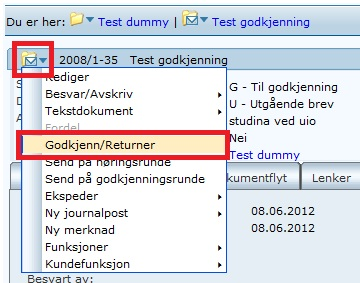 Du er her: Test dummy | Test godkjenning
2008/1-35 Test godkjenning
Rediger
Besvar/Avskriv
Tekstdokument
Fordel
Godkjenn/Returner
Send på høringsrunde
Send på godkjenningsrunde
Ekspeder
Ny journalpost
Ny merknad
Funksjoner
Kundefunksjon
G - Til godkjenning
U - Utgående brev
studina ved uio
Nei
Test dummy
kumentflyt Lenker
08.06.2012
08.06.2012
Besvart av: